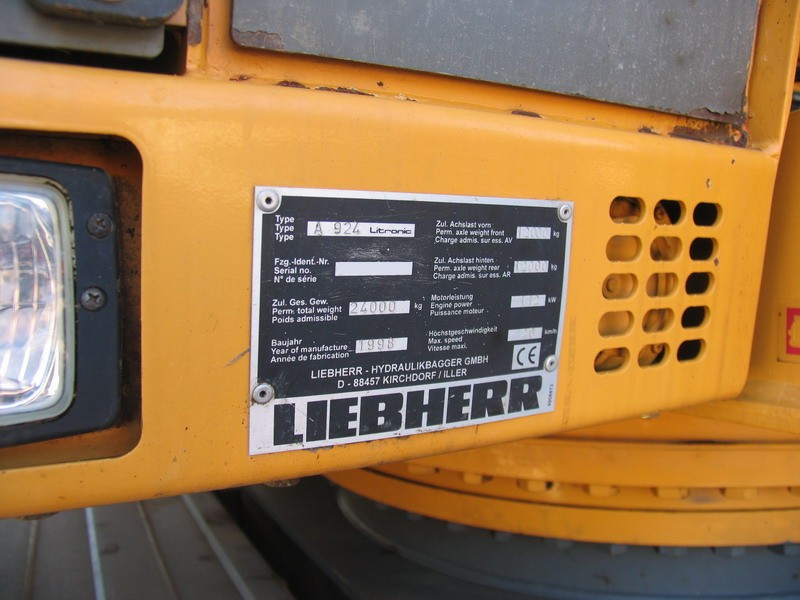 Type
Type A 924 Litronic
Type
Fzg.-Ident.-Nr.
Serial no.
N° de série
Zul. Ges. Gew.
Perm. total weight 24000 kg
Poids admissible
Baujahr
Year of manufacture 1998
Année de fabrication
Zul. Achslast vorn
Perm. axle weight front kg
Charge admis. sur ess. AV
Zul. Achslast hinten
Perm. axle weight rear kg
Charge admis. sur ess. AR
Motorleistung
Engine power kW
Puissance moteur
Höchstgeschwindigkeit
Max. speed km/h
Vitesse maxi.
LIEBHERR - HYDRAULIKBAGGER GMBH
D - 88457 KIRCHDORF / ILLER
CE
LIEBHERR